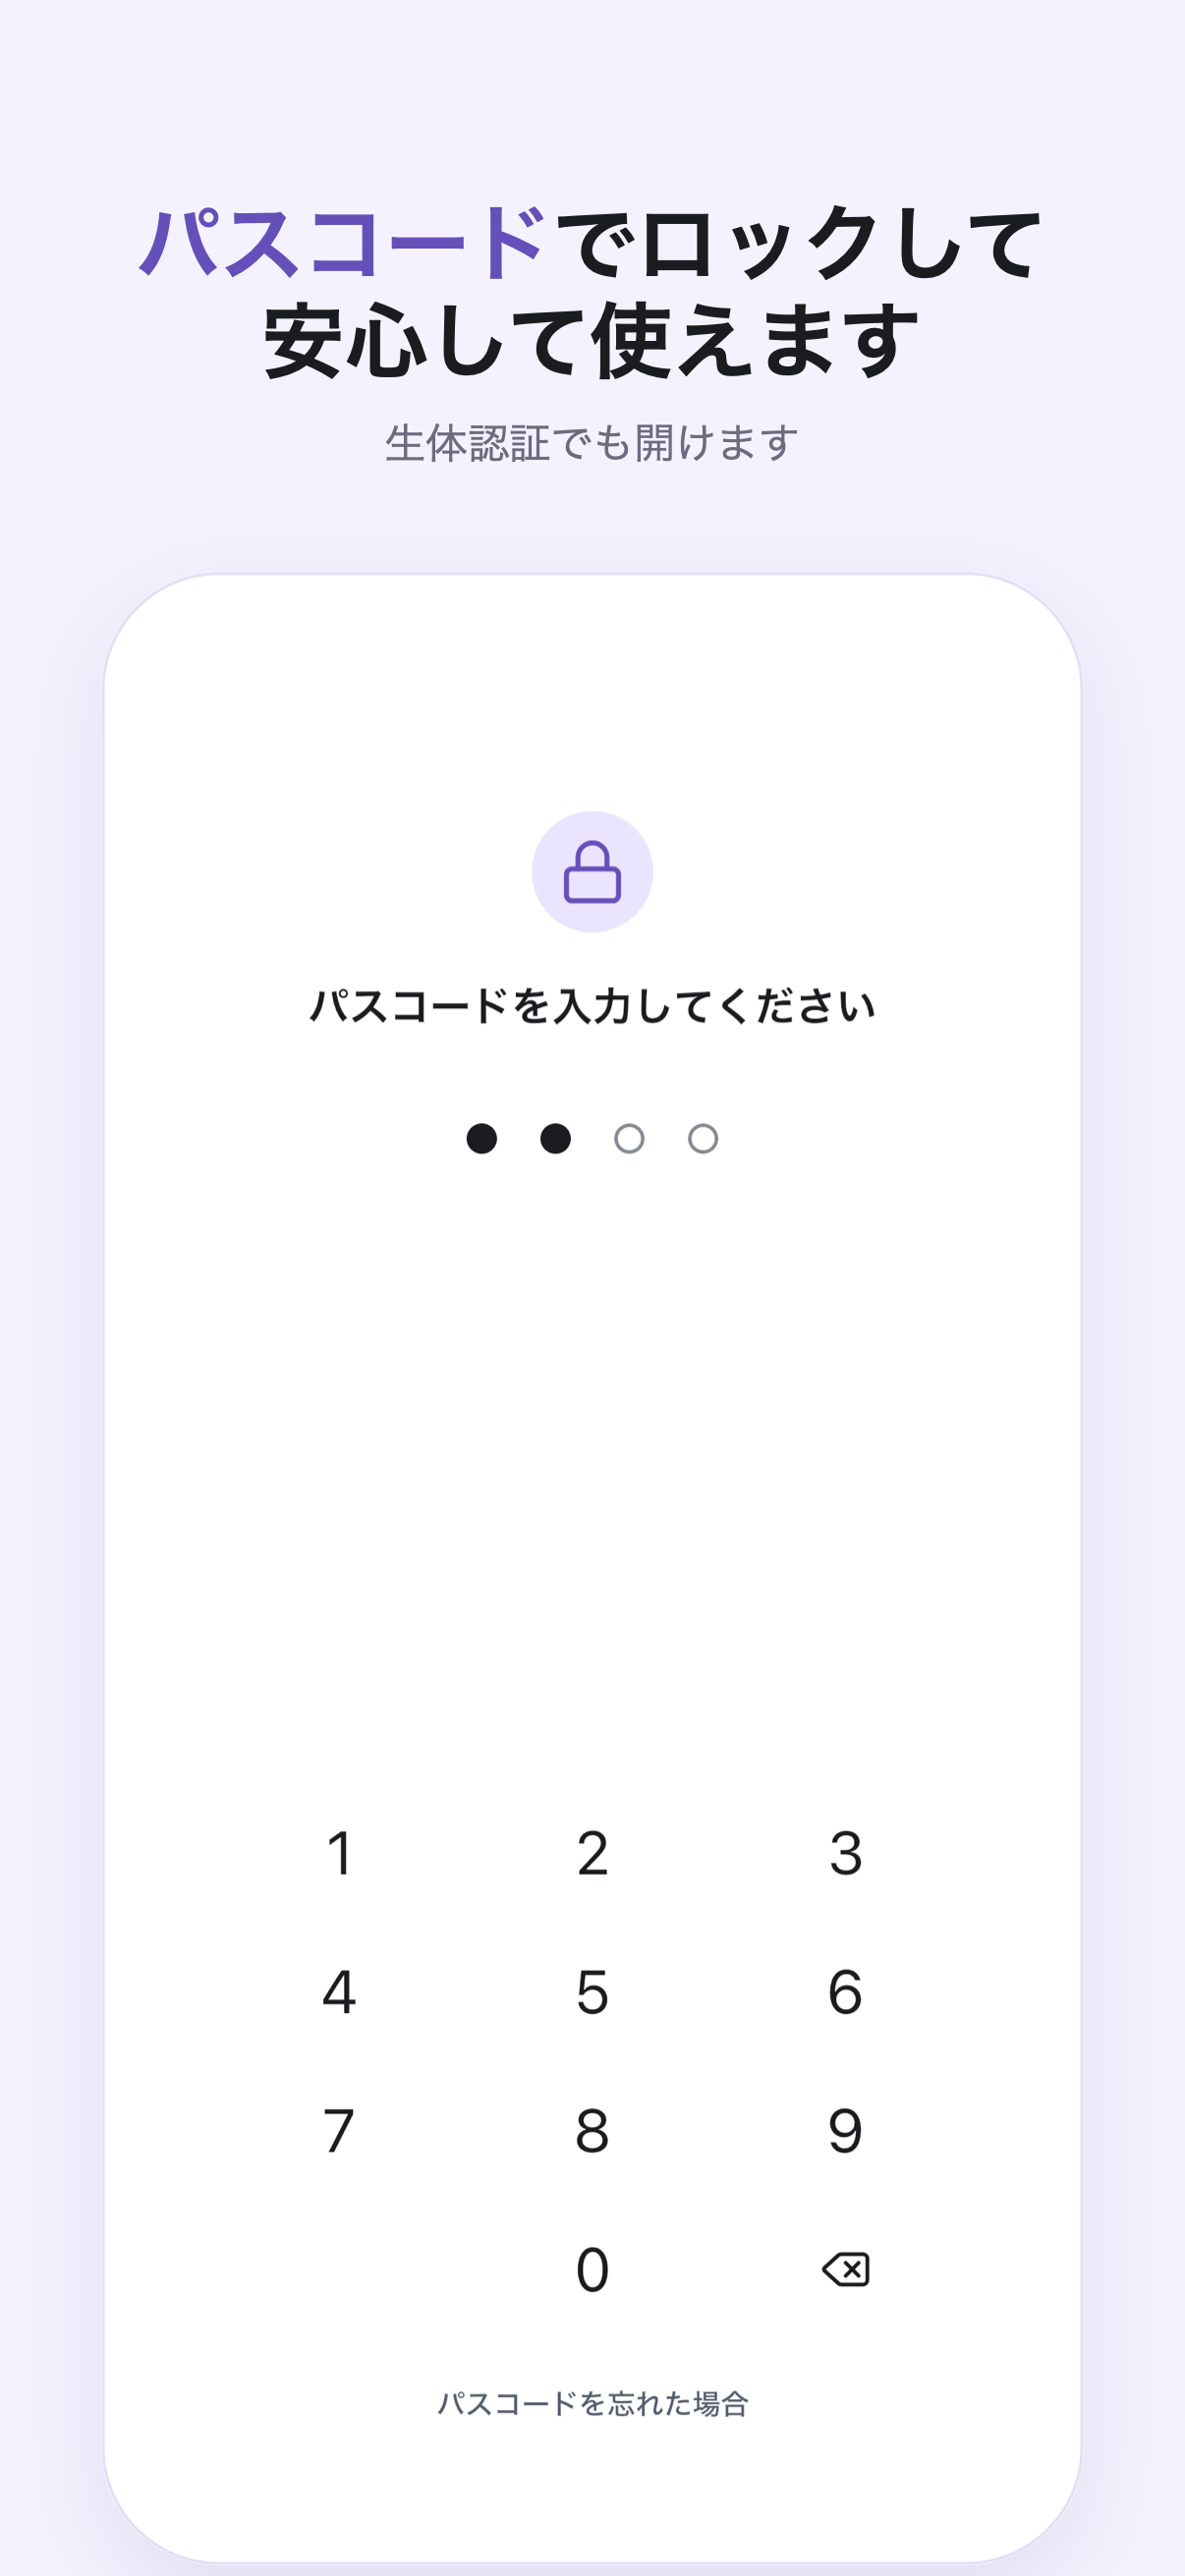 パスコードでロックして
安心して使えます
生体認証でも開けます
パスコードを入力してください
1 2 3
4 5 6
7 8 9
0
パスコードを忘れた場合